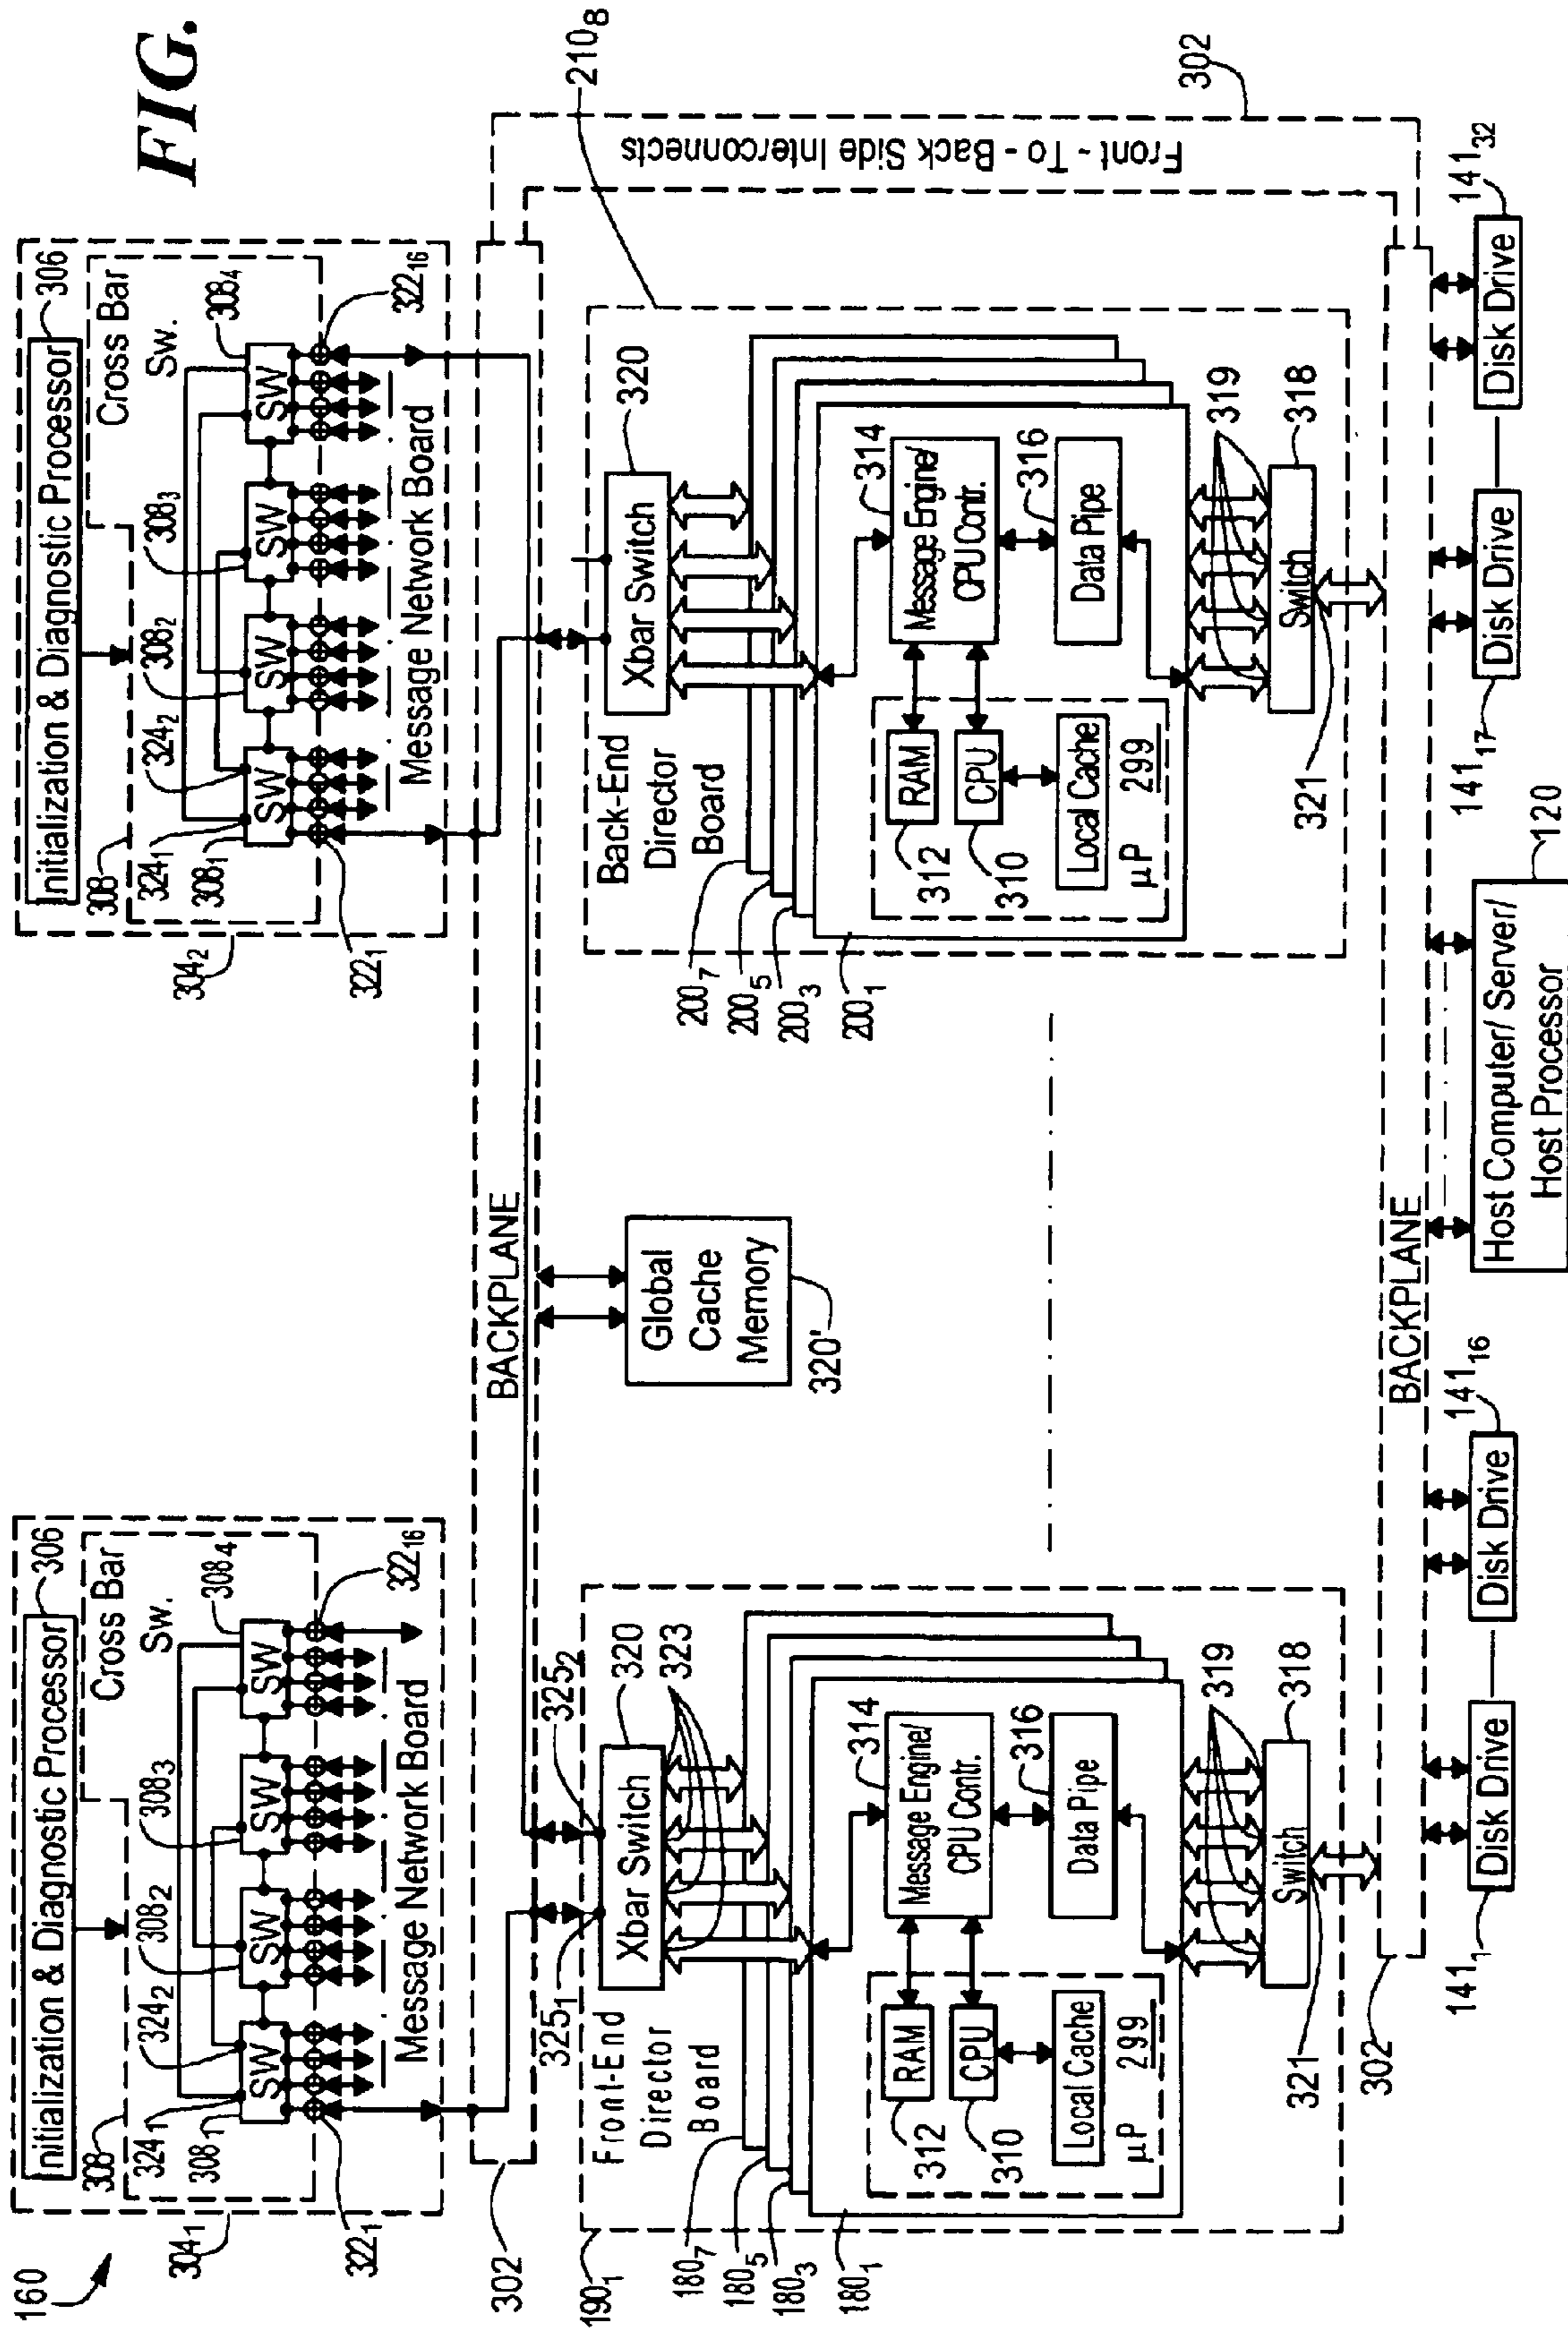 FIG.
160
304₁
Initialization & Diagnostic Processor
306
308
Cross Bar
Sw.
324₁
324₂
308₁
308₂
308₃
308₄
SW
SW
SW
SW
322₁
322₁₆
Message Network Board
304₂
Initialization & Diagnostic Processor
306
308
Cross Bar
Sw.
324₁
324₂
308₁
308₂
308₃
308₄
SW
SW
SW
SW
322₁
322₁₆
Message Network Board
302
BACKPLANE
Front - To - Back Side Interconnects
302
190₁
325₁
325₂
Front-End
Director
Board
Xbar Switch
320
323
180₇
180₅
180₃
180₁
Message Engine/
CPU Contr.
314
RAM
312
CPU
310
Local Cache
299
µP
Data Pipe
316
319
Switch
318
321
Global
Cache
Memory
320'
210₈
Back-End
Director
Board
Xbar Switch
320
200₇
200₅
200₃
200₁
Message Engine/
CPU Contr.
314
RAM
312
CPU
310
Local Cache
299
µP
Data Pipe
316
319
Switch
318
321
302
BACKPLANE
141₁
Disk Drive
Disk Drive
141₁₆
Host Computer/ Server/
Host Processor
120
141₁₇
Disk Drive
Disk Drive
141₃₂